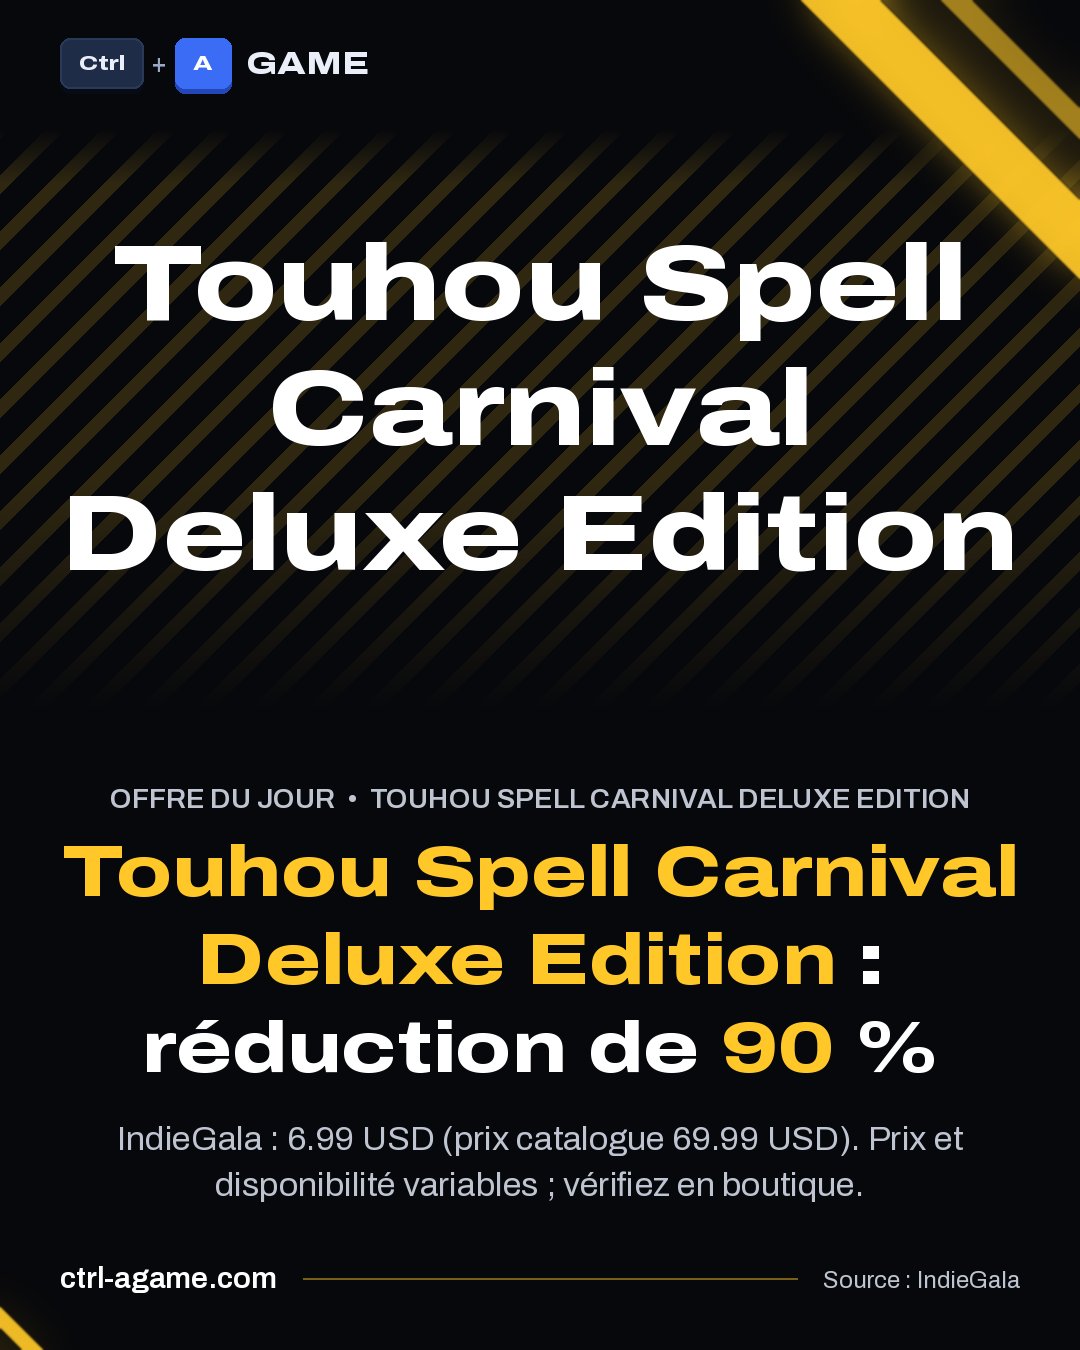 Ctrl + A GAME
Touhou Spell
Carnival
Deluxe Edition
OFFRE DU JOUR • TOUHOU SPELL CARNIVAL DELUXE EDITION
Touhou Spell Carnival
Deluxe Edition :
réduction de 90 %
IndieGala : 6.99 USD (prix catalogue 69.99 USD). Prix et
disponibilité variables ; vérifiez en boutique.
ctrl-agame.com
Source : IndieGala